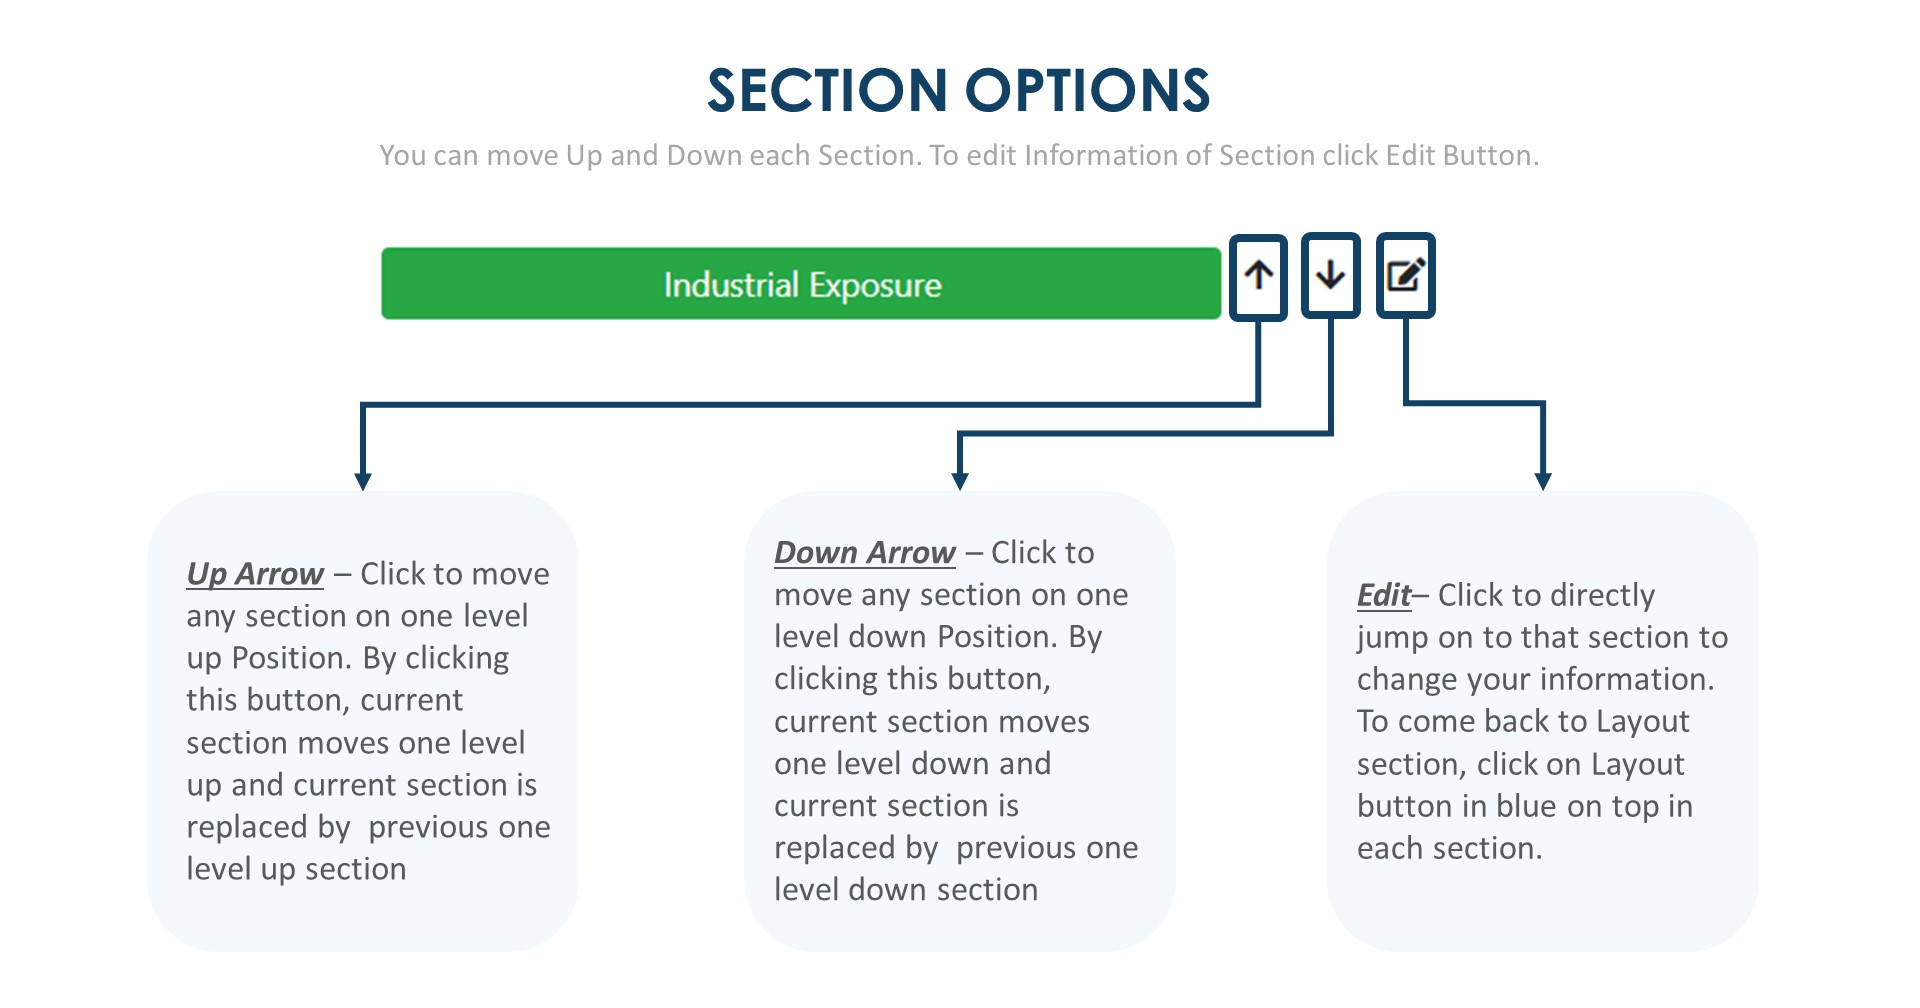 SECTION OPTIONS
You can move Up and Down each Section. To edit Information of Section click Edit Button.
Industrial Exposure
Up Arrow – Click to move
any section on one level
up Position. By clicking
this button, current
section moves one level
up and current section is
replaced by  previous one
level up section
Down Arrow – Click to
move any section on one
level down Position. By
clicking this button,
current section moves
one level down and
current section is
replaced by  previous one
level down section
Edit– Click to directly
jump on to that section to
change your information.
To come back to Layout
section, click on Layout
button in blue on top in
each section.